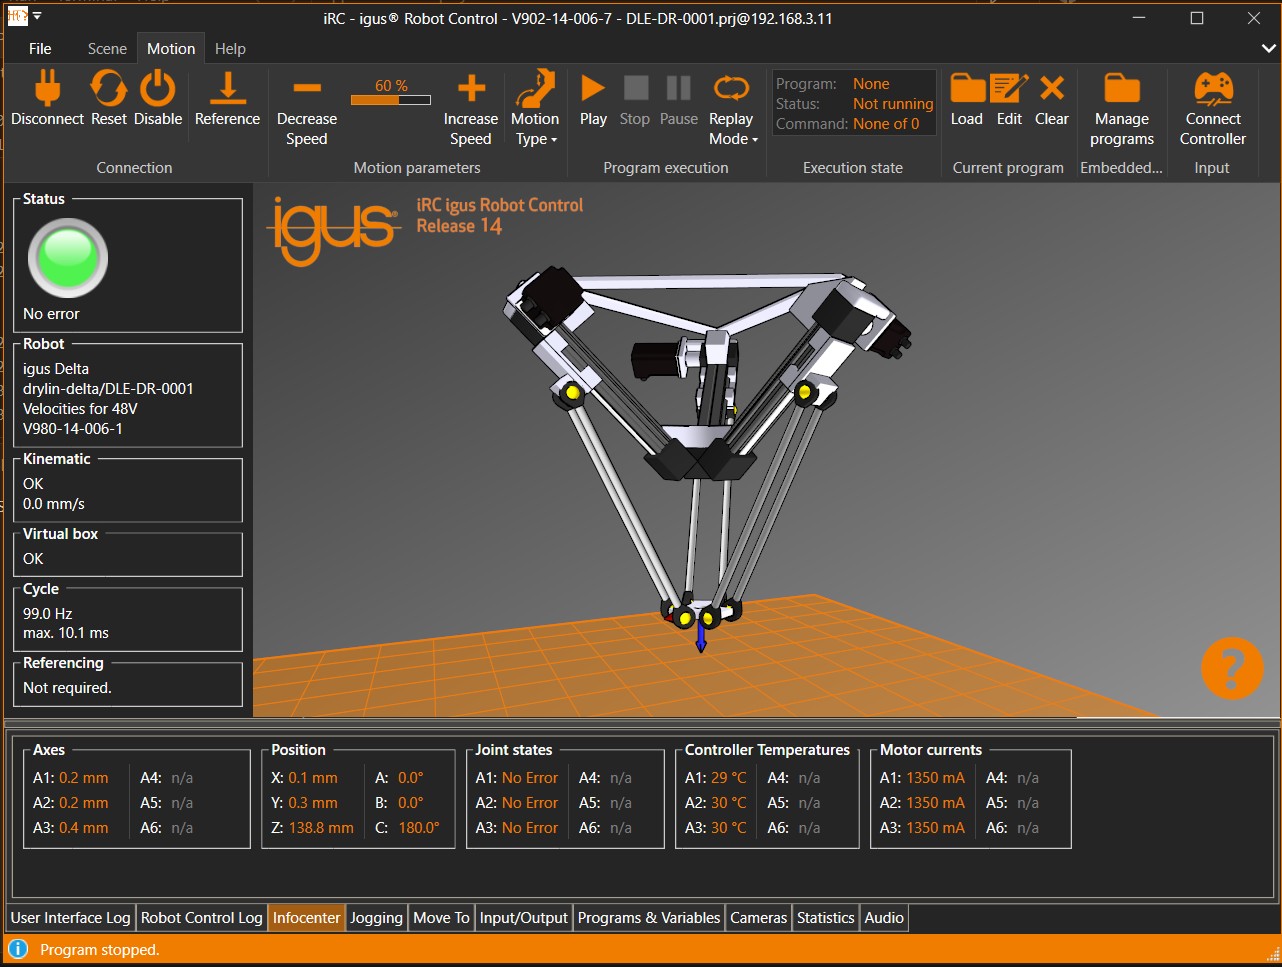 iRC - igus® Robot Control - V902-14-006-7 - DLE-DR-0001.prj@192.168.3.11
File Scene Motion Help
Disconnect Reset Disable
Connection
Reference
Decrease Speed
60 %
Increase Speed
Motion Type
Motion parameters
Play Stop Pause Replay Mode
Program execution
Program: None
Status: Not running
Command: None of 0
Execution state
Load Edit Clear
Current program
Manage programs
Embedded...
Connect Controller
Input
Status
No error
Robot
igus Delta
drylin-delta/DLE-DR-0001
Velocities for 48V
V980-14-006-1
Kinematic
OK
0.0 mm/s
Virtual box
OK
Cycle
99.0 Hz
max. 10.1 ms
Referencing
Not required.
igus®
iRC igus Robot Control
Release 14
?
Axes
A1: 0.2 mm A4: n/a
A2: 0.2 mm A5: n/a
A3: 0.4 mm A6: n/a
Position
X: 0.1 mm A: 0.0°
Y: 0.3 mm B: 0.0°
Z: 138.8 mm C: 180.0°
Joint states
A1: No Error A4: n/a
A2: No Error A5: n/a
A3: No Error A6: n/a
Controller Temperatures
A1: 29 °C A4: n/a
A2: 30 °C A5: n/a
A3: 30 °C A6: n/a
Motor currents
A1: 1350 mA A4: n/a
A2: 1350 mA A5: n/a
A3: 1350 mA A6: n/a
User Interface Log Robot Control Log Infocenter Jogging Move To Input/Output Programs & Variables Cameras Statistics Audio
Program stopped.